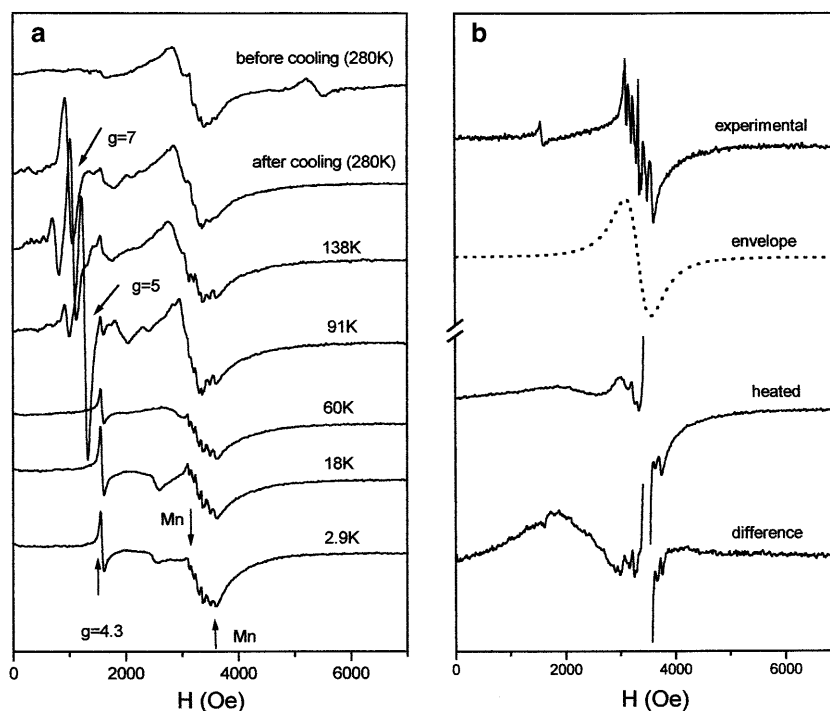 a
before cooling (280K)
g=7
after cooling (280K)
138K
g=5
91K
60K
18K
Mn
2.9K
g=4.3
Mn
0 2000 4000 6000
H (Oe)
b
experimental
envelope
heated
difference
0 2000 4000 6000
H (Oe)